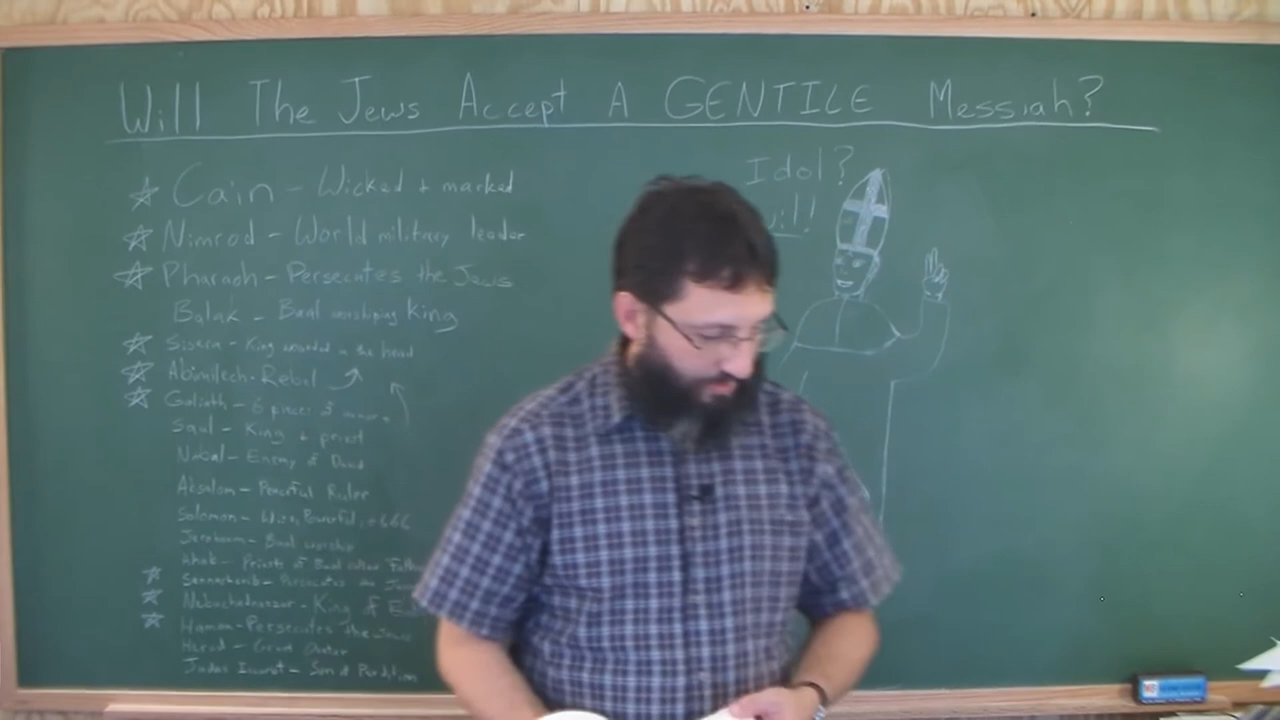 Will The Jews Accept A GENTILE Messiah?
Idol?
Cain - Wicked + marked
Nimrod - World military leader
Pharaoh - Persecutes the Jews
Balak - Baal worshiping King
Sisera - King wounded in the head
Abimilech - Rebel
Goliath - 6 pieces of armor
Saul - King + priest
Nabal - Enemy of David
Absalom - Peaceful Ruler
Solomon - Wise, Powerful, + 666
Jeroboam - Baal worship
Ahab - Priests of Baal called
Sennacherib - Persecutes the
Nebuchadnezzar - King of
Haman - Persecutes the Jews
Herod - Great
Judas Iscariot - Son of Perdition